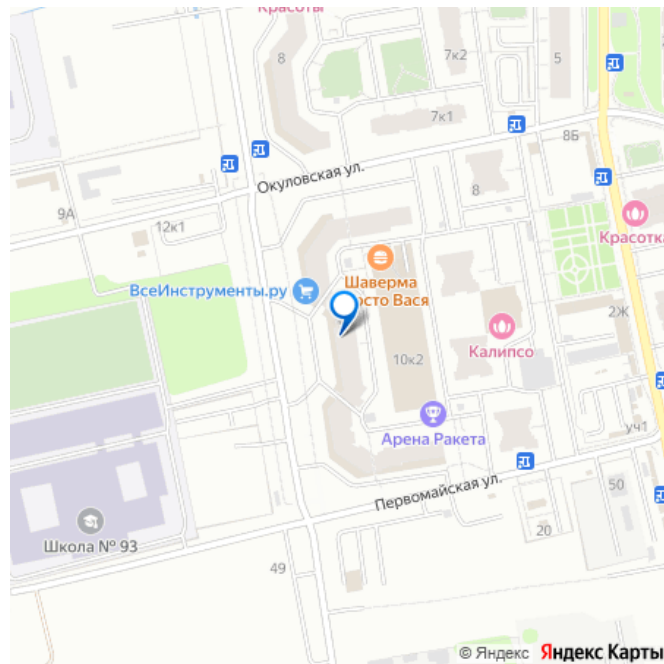 Красоты
8
7к2
5
7к1
8Б
Окуловская ул.
8
9А
12к1
Красотка
Шаверма
осто Вася
ВсеИнструменты.ру
2Ж
Калипсо
10к2
Арена Ракета
уч1
Первомайская ул.
50
20
Школа № 93
49
© Яндекс Яндекс Карты